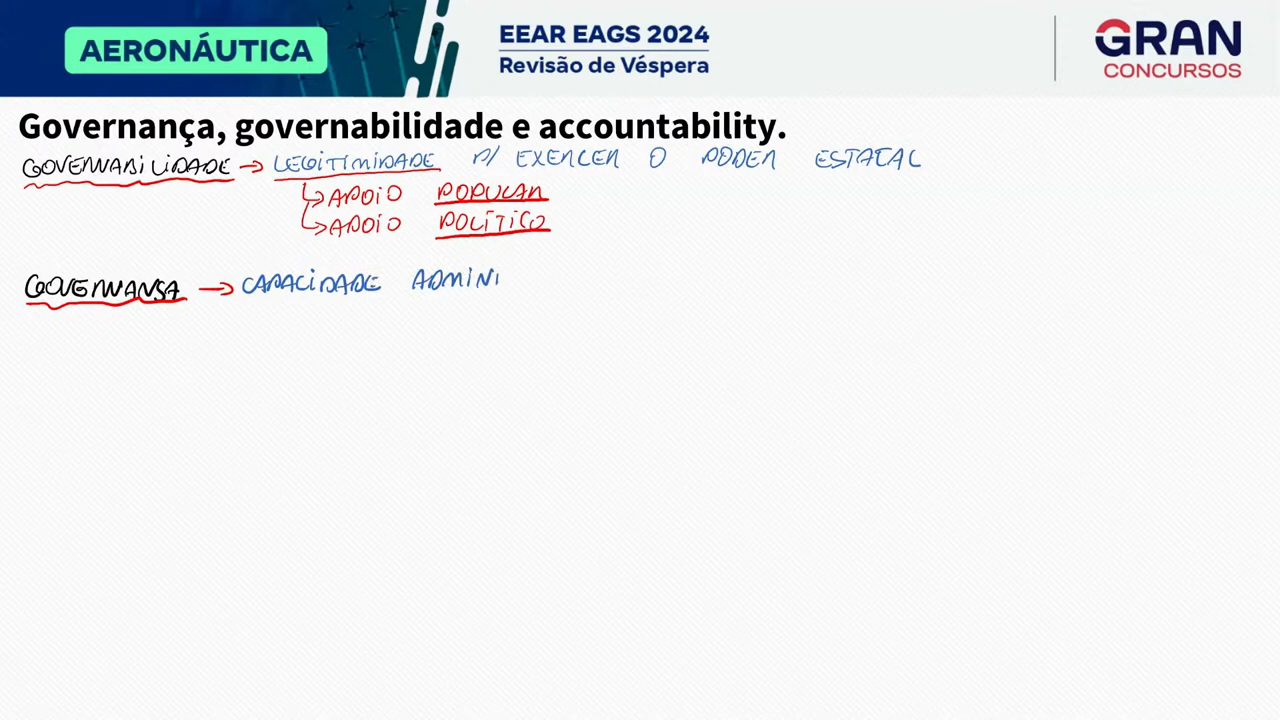 AERONÁUTICA
EEAR EAGS 2024
Revisão de Véspera
GRAN
CONCURSOS
Governança, governabilidade e accountability.
GOVERNABILIDADE → LEGITIMIDADE P/ EXERCER O PODER ESTATAL
↳ APOIO POPULAR
↳ APOIO POLÍTICO
GOVERNANÇA → CAPACIDADE ADMINI